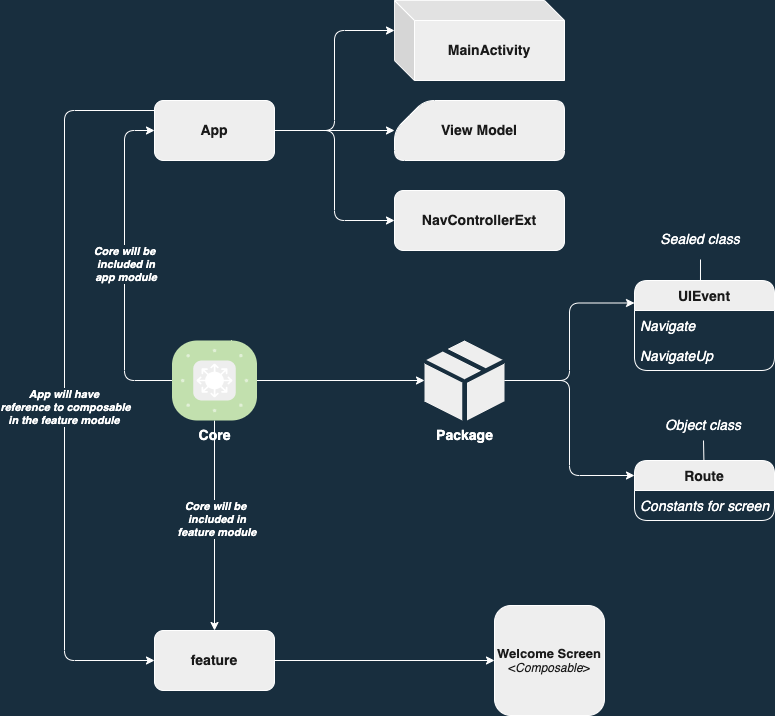 MainActivity
App
View Model
NavControllerExt
Sealed class
Core will be
included in
app module
UIEvent
Navigate
NavigateUp
App will have
reference to composable
in the feature module
Core
Package
Object class
Route
Constants for screen
Core will be
included in
feature module
feature
Welcome Screen
<Composable>